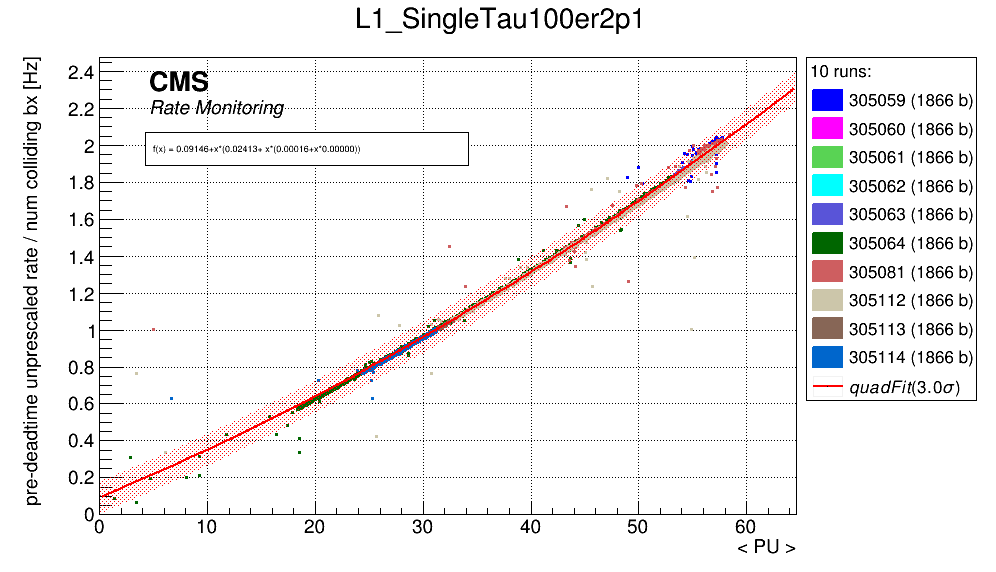 L1_SingleTau100er2p1
pre-deadtime unprescaled rate / num colliding bx [Hz]
CMS
Rate Monitoring
f(x) = 0.09146+x*(0.02413+ x*(0.00016+x*0.00000))
2.4
2.2
2
1.8
1.6
1.4
1.2
1
0.8
0.6
0.4
0.2
0
0 10 20 30 40 50 60
< PU >
10 runs:
305059 (1866 b)
305060 (1866 b)
305061 (1866 b)
305062 (1866 b)
305063 (1866 b)
305064 (1866 b)
305081 (1866 b)
305112 (1866 b)
305113 (1866 b)
305114 (1866 b)
quadFit(3.0σ)